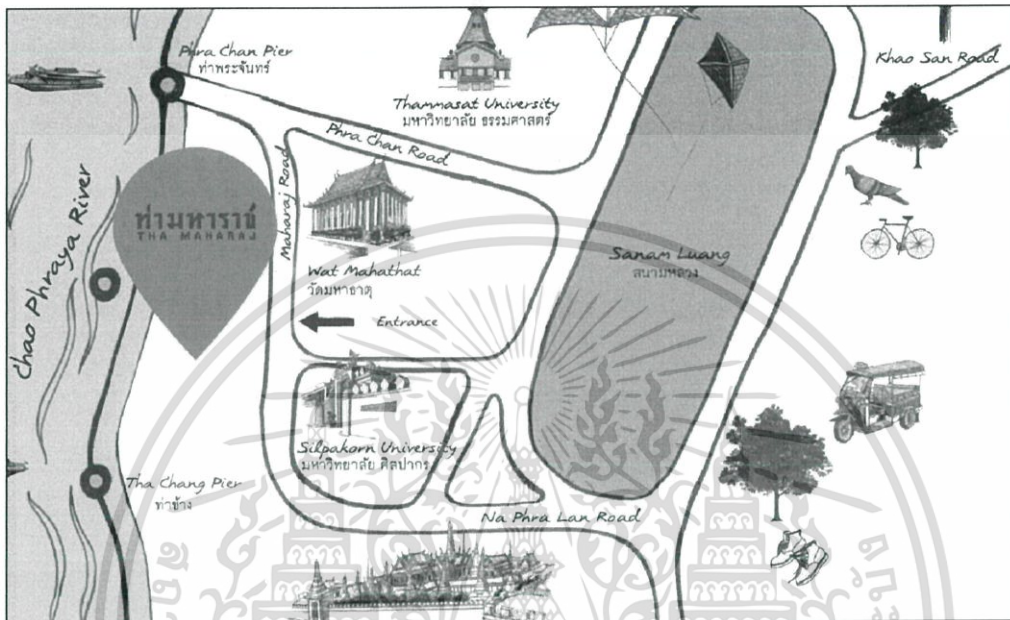 Phra Chan Pier
ท่าพระจันทร์
Khao San Road
Thammasat University
มหาวิทยาลัย ธรรมศาสตร์
Phra Chan Road
Maharaj Road
ท่ามหาราช
THA MAHARAJ
Chao Phraya River
Wat Mahathat
วัดมหาธาตุ
Sanam Luang
สนามหลวง
Entrance
Silpakorn University
มหาวิทยาลัย ศิลปากร
Tha Chang Pier
ท่าช้าง
Na Phra Lan Road